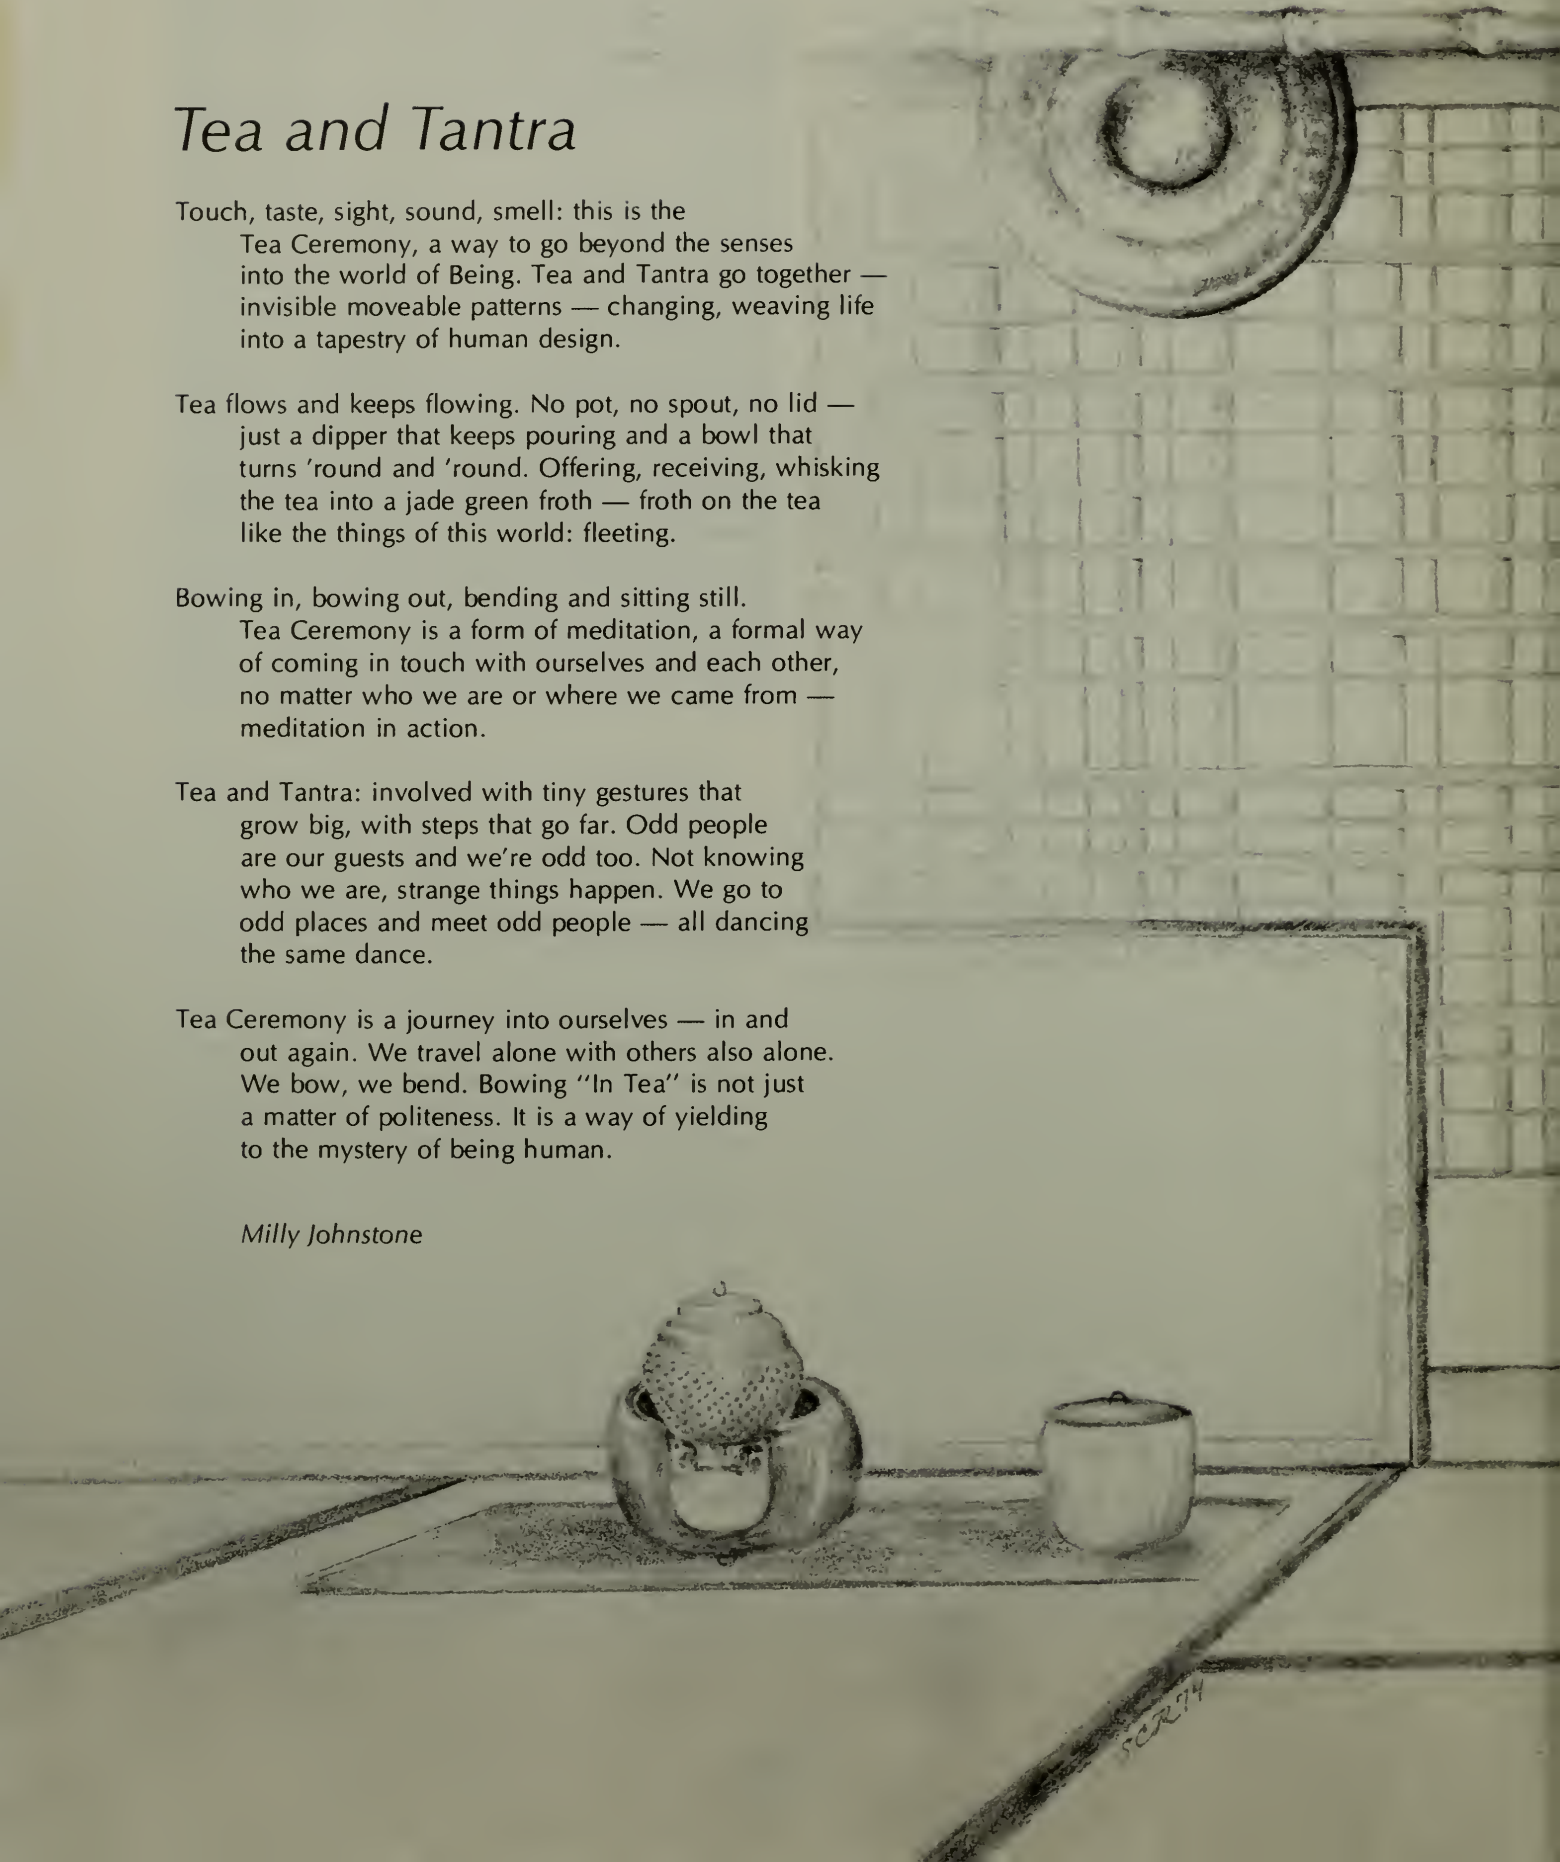 Tea and Tantra
Touch, taste, sight, sound, smell: this is the
Tea Ceremony, a way to go beyond the senses
into the world of Being. Tea and Tantra go together —
invisible moveable patterns — changing, weaving life
into a tapestry of human design.
Tea flows and keeps flowing. No pot, no spout, no lid —
just a dipper that keeps pouring and a bowl that
turns ’round and ’round. Offering, receiving, whisking
the tea into a jade green froth — froth on the tea
like the things of this world: fleeting.
Bowing in, bowing out, bending and sitting still.
Tea Ceremony is a form of meditation, a formal way
of coming in touch with ourselves and each other,
no matter who we are or where we came from —
meditation in action.
Tea and Tantra: involved with tiny gestures that
grow big, with steps that go far. Odd people
are our guests and we’re odd too. Not knowing
who we are, strange things happen. We go to
odd places and meet odd people — all dancing
the same dance.
Tea Ceremony is a journey into ourselves — in and
out again. We travel alone with others also alone.
We bow, we bend. Bowing “In Tea” is not just
a matter of politeness. It is a way of yielding
to the mystery of being human.
Milly Johnstone
SCR'74